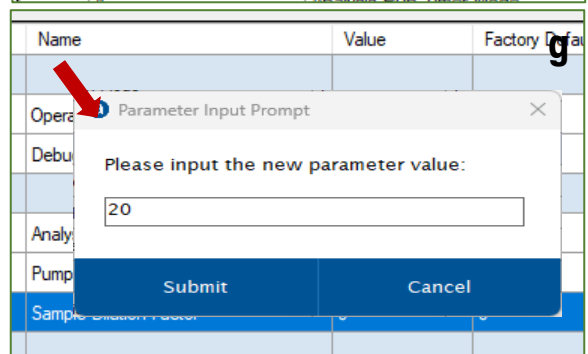 Name Value Factory Defau
g
Parameter Input Prompt
Opera
Debu
Please input the new parameter value:
20
Analy
Pump
Submit Cancel
Sample Dilution Factor